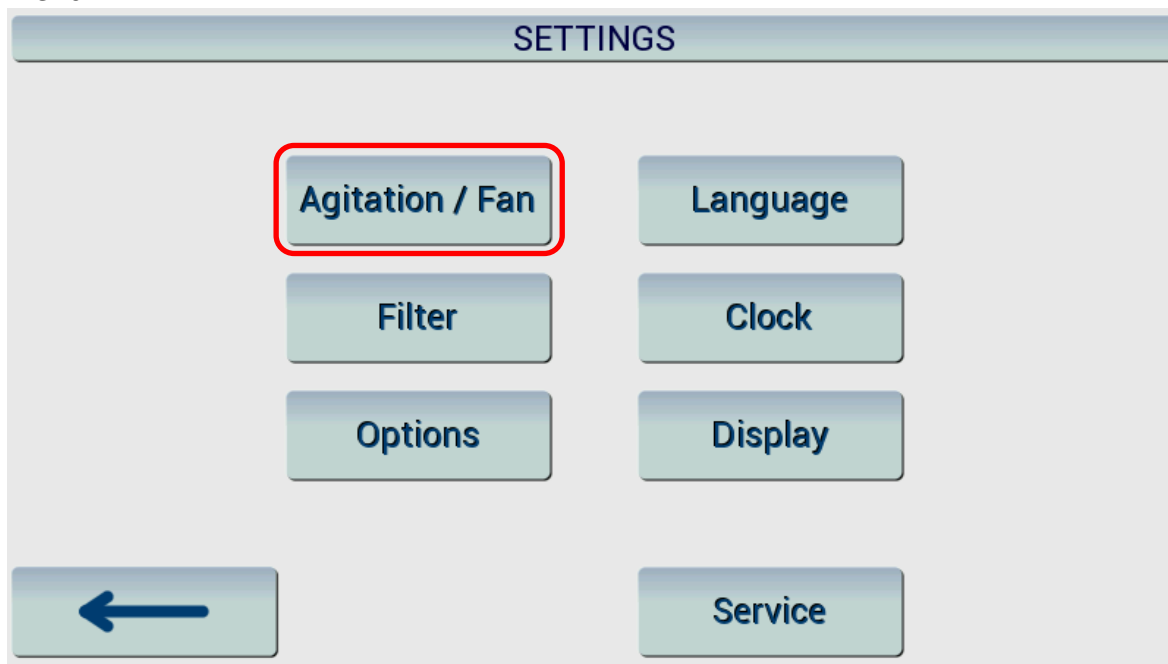 SETTINGS
Agitation / Fan
Language
Filter
Clock
Options
Display
Service